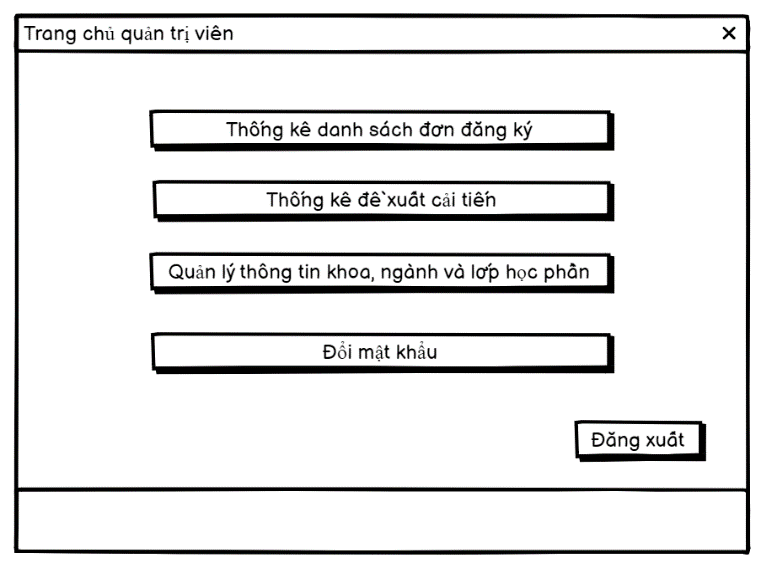 Trang chủ quản trị viên
Thống kê danh sách đơn đăng ký
Thống kê đề xuất cải tiến
Quản lý thông tin khoa, ngành và lớp học phần
Đổi mật khẩu
Đăng xuất